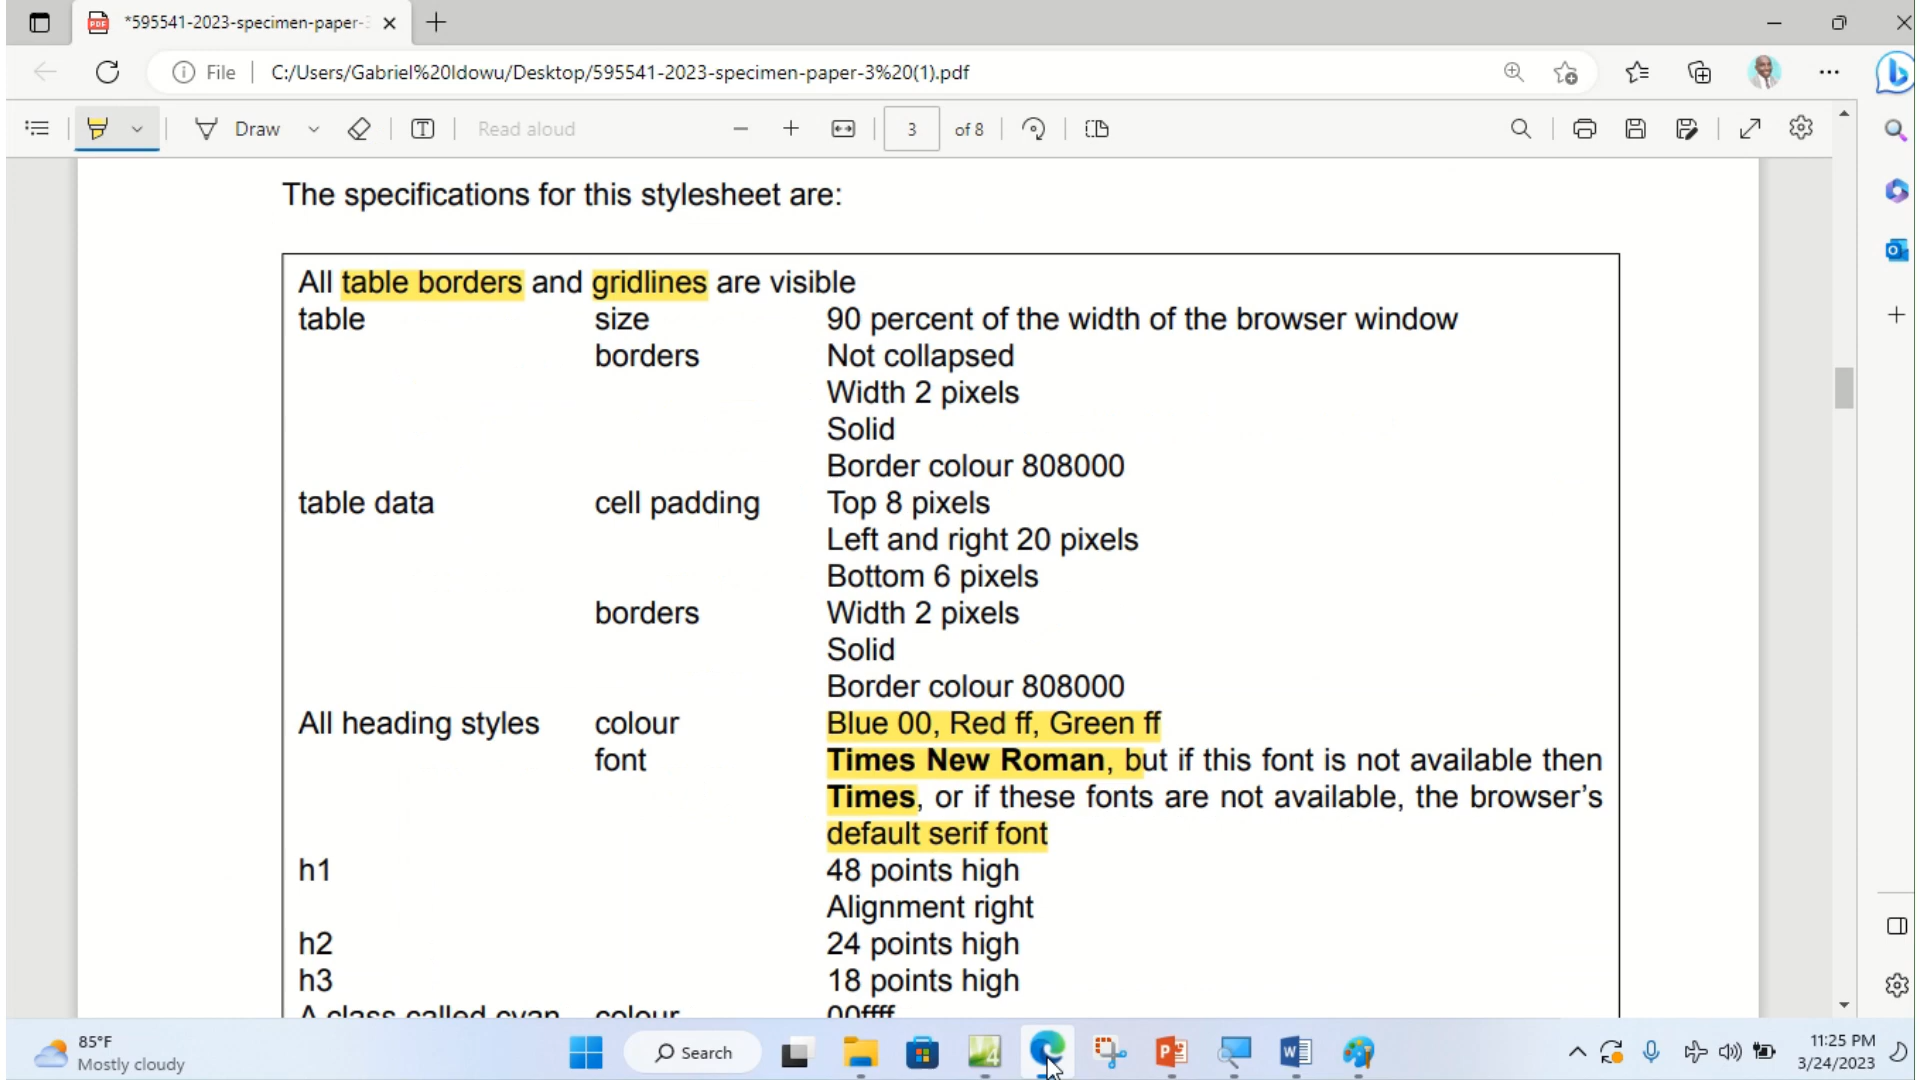 *595541-2023-specimen-paper-3
File
C:/Users/Gabriel%20Idowu/Desktop/595541-2023-specimen-paper-3%20(1).pdf
Draw
Read aloud
3
of 8
The specifications for this stylesheet are:
All table borders and gridlines are visible
table size 90 percent of the width of the browser window
borders Not collapsed
Width 2 pixels
Solid
Border colour 808000
table data cell padding Top 8 pixels
Left and right 20 pixels
Bottom 6 pixels
borders Width 2 pixels
Solid
Border colour 808000
All heading styles colour Blue 00, Red ff, Green ff
font Times New Roman, but if this font is not available then
Times, or if these fonts are not available, the browser's
default serif font
h1 48 points high
Alignment right
h2 24 points high
h3 18 points high
A class called cyan colour 00ffff
85°F
Mostly cloudy
Search
11:25 PM
3/24/2023